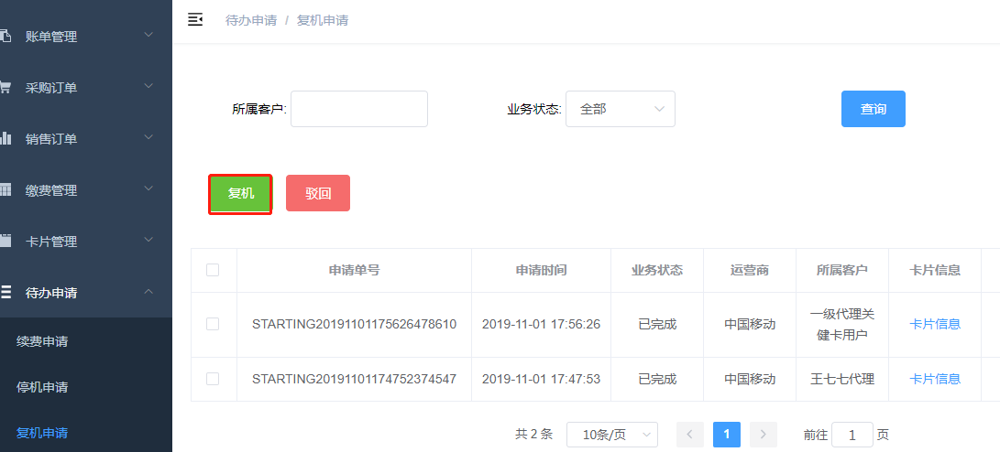 账单管理
采购订单
销售订单
缴费管理
卡片管理
待办申请
续费申请
停机申请
复机申请
待办申请 / 复机申请
所属客户: 业务状态: 全部 查询
复机 驳回
申请单号 申请时间 业务状态 运营商 所属客户 卡片信息
STARTING20191101175626478610 2019-11-01 17:56:26 已完成 中国移动 一级代理关
健卡用户 卡片信息
STARTING20191101174752374547 2019-11-01 17:47:53 已完成 中国移动 王七七代理 卡片信息
共 2 条 10条/页 1 前往 1 页